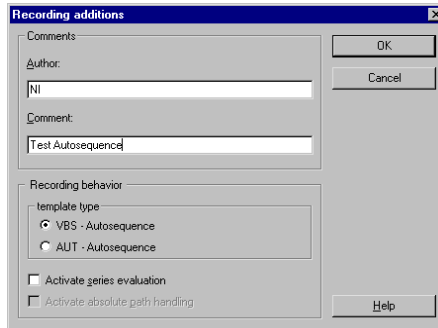 Recording additions
Comments
Author:
NI
Comment:
Test Autosequence
Recording behavior
template type
VBS - Autosequence
AUT - Autosequence
Activate series evaluation
Activate absolute path handling
OK
Cancel
Help